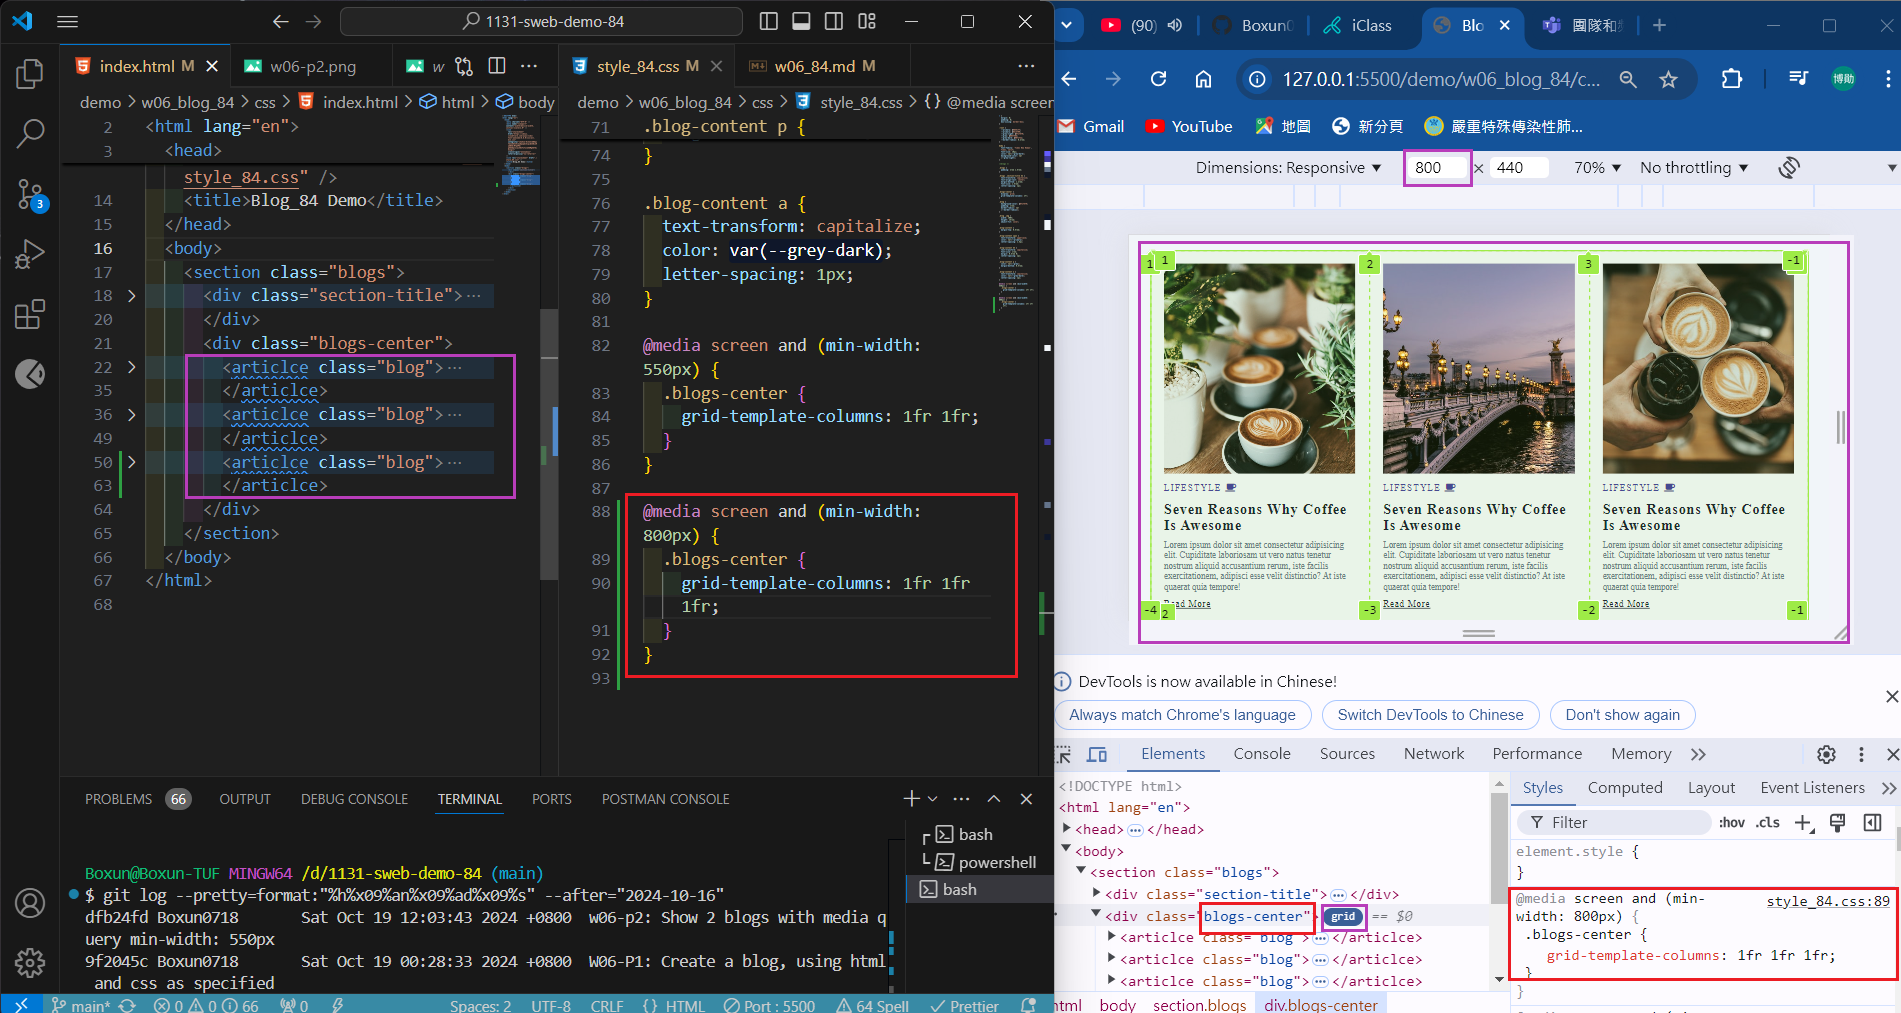 1131-sweb-demo-84
index.html M
w06-p2.png
w
style_84.css M
w06_84.md M
demo > w06_blog_84 > css > index.html > html > body
2 <html lang="en">
3 <head>
style_84.css" />
14 <title>Blog_84 Demo</title>
15 </head>
16 <body>
17 <section class="blogs">
18 <div class="section-title">···
20 </div>
21 <div class="blogs-center">
22 <articlce class="blog">···
35 </articlce>
36 <articlce class="blog">···
49 </articlce>
50 <articlce class="blog">···
63 </articlce>
64 </div>
65 </section>
66 </body>
67 </html>
68
demo > w06_blog_84 > css > style_84.css > {} @media screen
71 .blog-content p {
74 }
75
76 .blog-content a {
77 text-transform: capitalize;
78 color: var(--grey-dark);
79 letter-spacing: 1px;
80 }
81
82 @media screen and (min-width:
550px) {
83 .blogs-center {
84 grid-template-columns: 1fr 1fr;
85 }
86 }
87
88 @media screen and (min-width:
800px) {
89 .blogs-center {
90 grid-template-columns: 1fr 1fr
1fr;
91 }
92 }
93
PROBLEMS 66 OUTPUT DEBUG CONSOLE TERMINAL PORTS POSTMAN CONSOLE
bash
powershell
bash
Boxun@Boxun-TUF MINGW64 /d/1131-sweb-demo-84 (main)
$ git log --pretty=format:"%h%x09%an%x09%ad%x09%s" --after="2024-10-16"
dfb24fd Boxun0718 Sat Oct 19 12:03:43 2024 +0800 w06-p2: Show 2 blogs with media q
uery min-width: 550px
9f2045c Boxun0718 Sat Oct 19 00:28:33 2024 +0800 W06-P1: Create a blog, using html
and css as specified
3
main* 0 0 66 0 Spaces: 2 UTF-8 CRLF {} HTML Port : 5500 64 Spell Prettier
(90) Boxun0 iClass Blo 團隊和
127.0.0.1:5500/demo/w06_blog_84/c...
博勛
Gmail YouTube 地圖 新分頁 嚴重特殊傳染性肺...
Dimensions: Responsive 800 × 440 70% No throttling
1 1 2 3 -1
LIFESTYLE LIFESTYLE LIFESTYLE
Seven Reasons Why Coffee Seven Reasons Why Coffee Seven Reasons Why Coffee
Is Awesome Is Awesome Is Awesome
Lorem ipsum dolor sit amet consectetur adipisicing Lorem ipsum dolor sit amet consectetur adipisicing Lorem ipsum dolor sit amet consectetur adipisicing
elit. Cupiditate laboriosam ut vero natus tenetur elit. Cupiditate laboriosam ut vero natus tenetur elit. Cupiditate laboriosam ut vero natus tenetur
nostrum aliquid accusantium rerum, iste facilis nostrum aliquid accusantium rerum, iste facilis nostrum aliquid accusantium rerum, iste facilis
exercitationem, adipisci esse velit distinctio? At iste exercitationem, adipisci esse velit distinctio? At iste exercitationem, adipisci esse velit distinctio? At iste
quaerat quia tempore! quaerat quia tempore! quaerat quia tempore!
-4 2 ad More -3 Read More -2 Read More -1
DevTools is now available in Chinese!
Always match Chrome's language Switch DevTools to Chinese Don't show again
Elements Console Sources Network Performance Memory
<!DOCTYPE html>
<html lang="en">
<head> ··· </head>
<body>
<section class="blogs">
<div class="section-title"> ··· </div>
<div class="blogs-center"> grid == $0
<articlce class="blog"> ··· </articlce>
<articlce class="blog"> ··· </articlce>
<articlce class="blog"> ··· </articlce>
html body section.blogs div.blogs-center
Styles Computed Layout Event Listeners
Filter :hov .cls
element.style {
}
@media screen and (min-
width: 800px) {
style_84.css:89
.blogs-center {
grid-template-columns: 1fr 1fr 1fr;
}
}